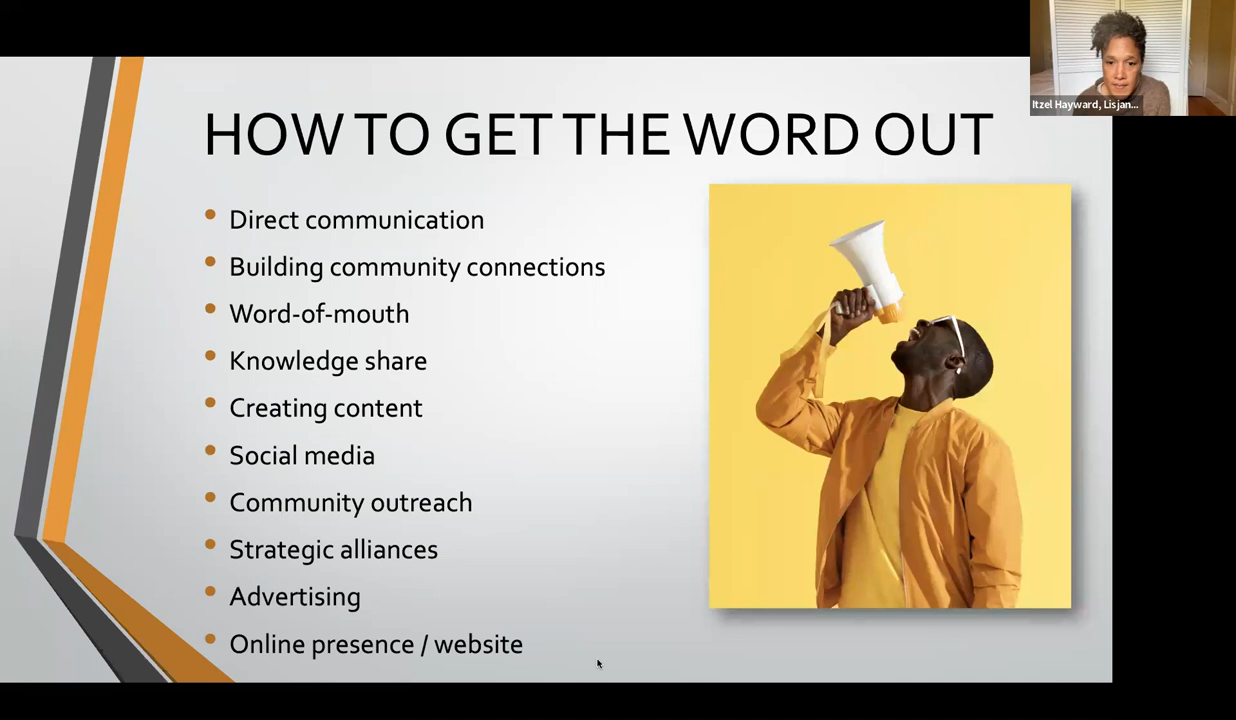 HOW TO GET THE WORD OUT
Itzel Hayward, Lisjan...
Direct communication
Building community connections
Word-of-mouth
Knowledge share
Creating content
Social media
Community outreach
Strategic alliances
Advertising
Online presence / website